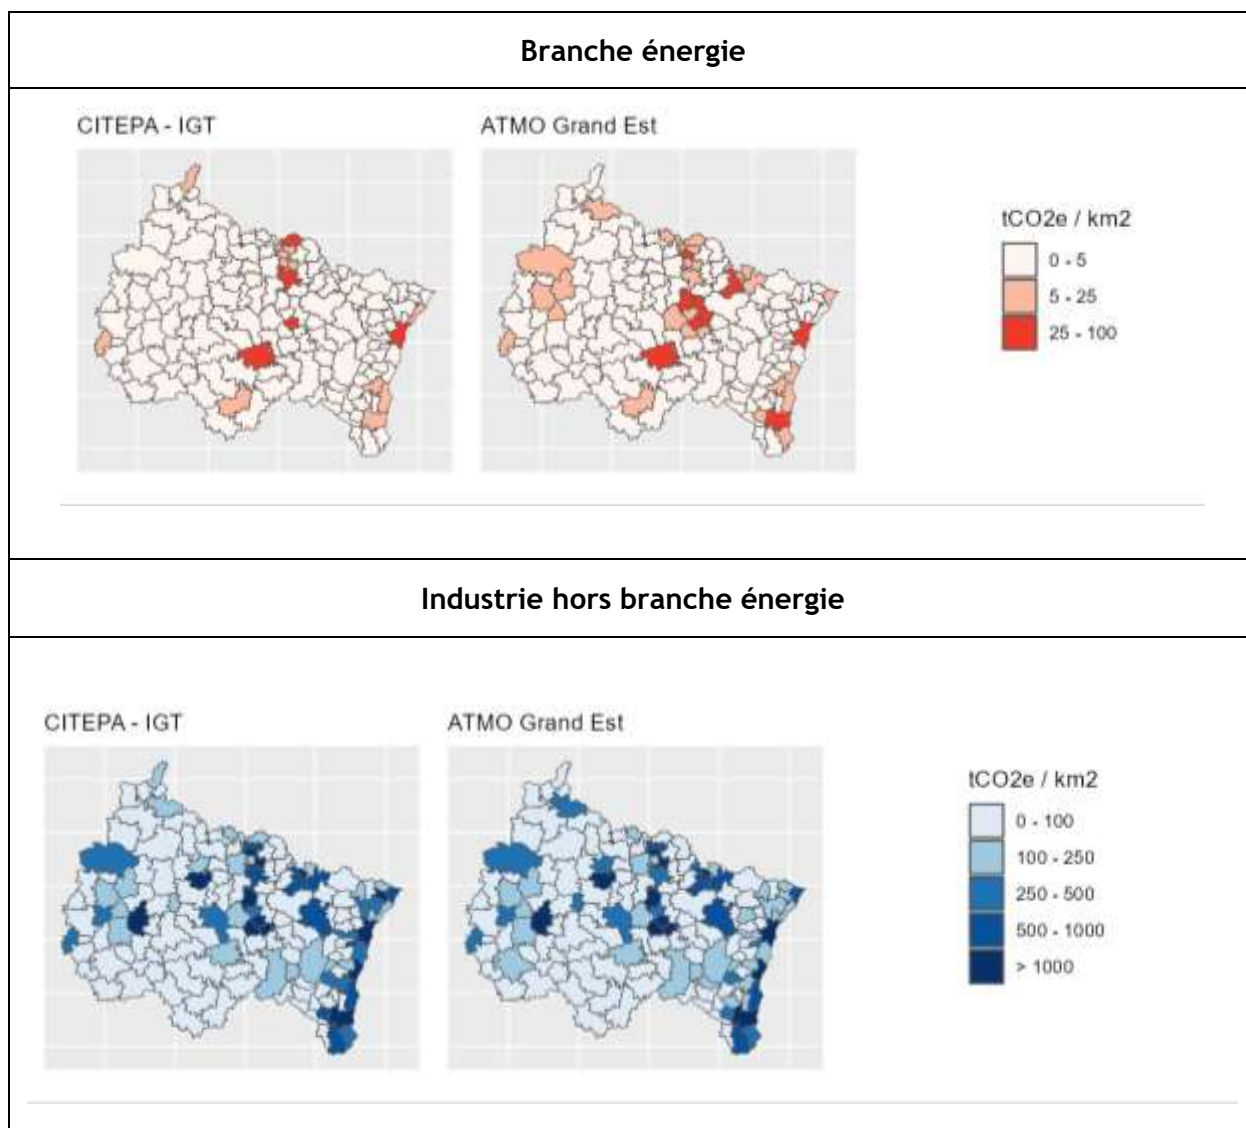 Branche énergie
CITEPA - IGT
ATMO Grand Est
tCO2e / km2
0 - 5
5 - 25
25 - 100
Industrie hors branche énergie
CITEPA - IGT
ATMO Grand Est
tCO2e / km2
0 - 100
100 - 250
250 - 500
500 - 1000
> 1000